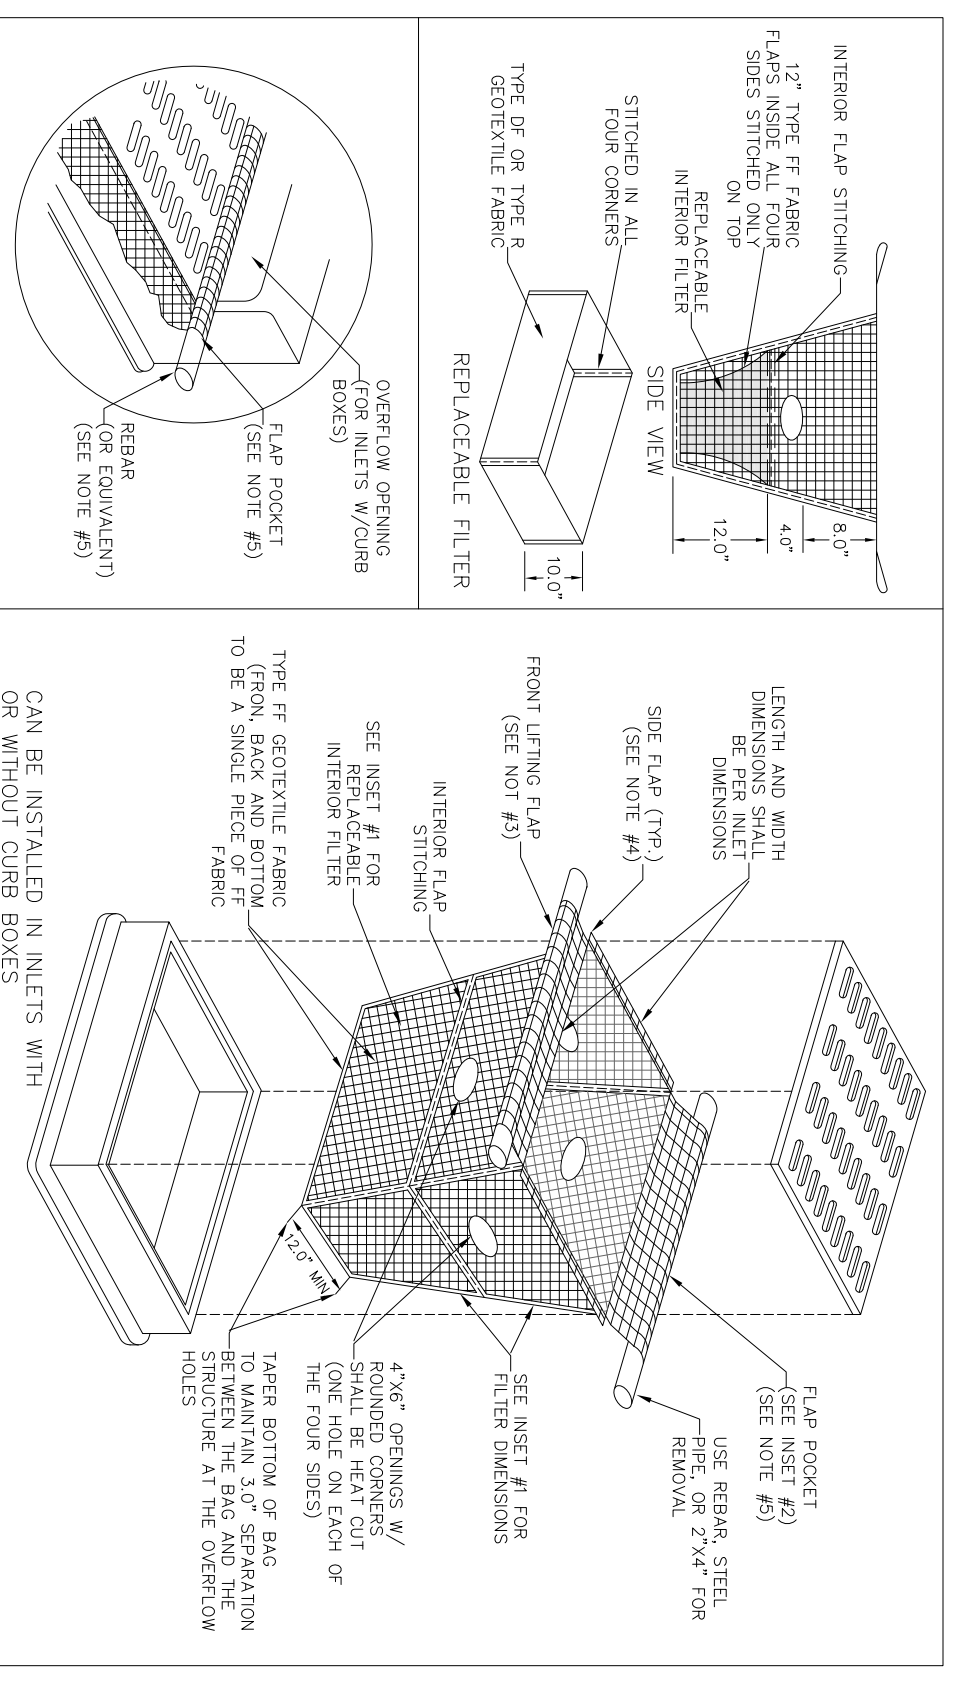 INTERIOR FLAP STITCHING
12" TYPE FF FABRIC
FLAPS INSIDE ALL FOUR
SIDES STITCHED ONLY
ON TOP
REPLACEABLE
INTERIOR FILTER
8.0"
4.0"
12.0"
SIDE VIEW
STITCHED IN ALL
FOUR CORNERS
TYPE DF OR TYPE R
GEOTEXTILE FABRIC
10.0"
REPLACEABLE FILTER
OVERFLOW OPENING
(FOR INLETS W/CURB
BOXES)
FLAP POCKET
(SEE NOTE #5)
REBAR
(OR EQUIVALENT)
(SEE NOTE #5)
LENGTH AND WIDTH
DIMENSIONS SHALL
BE PER INLET
DIMENSIONS
SIDE FLAP (TYP.)
(SEE NOTE #4)
FRONT LIFTING FLAP
(SEE NOT #3)
INTERIOR FLAP
STITCHING
SEE INSET #1 FOR
REPLACEABLE
INTERIOR FILTER
TYPE FF GEOTEXTILE FABRIC
(FRON, BACK AND BOTTOM
TO BE A SINGLE PIECE OF FF
FABRIC
FLAP POCKET
(SEE INSET #2)
(SEE NOTE #5)
USE REBAR, STEEL
PIPE, OR 2"X4" FOR
REMOVAL
SEE INSET #1 FOR
FILTER DIMENSIONS
4"X6" OPENINGS W/
ROUNDED CORNERS
SHALL BE HEAT CUT
(ONE HOLE ON EACH OF
THE FOUR SIDES)
12.0" MIN
TAPER BOTTOM OF BAG
TO MAINTAIN 3.0" SEPARATION
BETWEEN THE BAG AND THE
STRUCTURE AT THE OVERFLOW
HOLES
CAN BE INSTALLED IN INLETS WITH
OR WITHOUT CURB BOXES